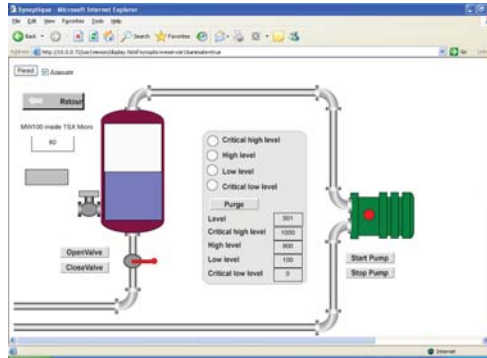 Synoptique - Microsoft Internet Explorer
File Edit View Favorites Tools Help
Back Search Favorites
Address
Animate
Retour
MW100 inside TSX Micro
80
Critical high level
High level
Low level
Critical low level
Purge
Level 501
Critical high level 1000
High level 900
Low level 100
Critical low level 0
OpenValve
CloseValve
Start Pump
Stop Pump
Internet